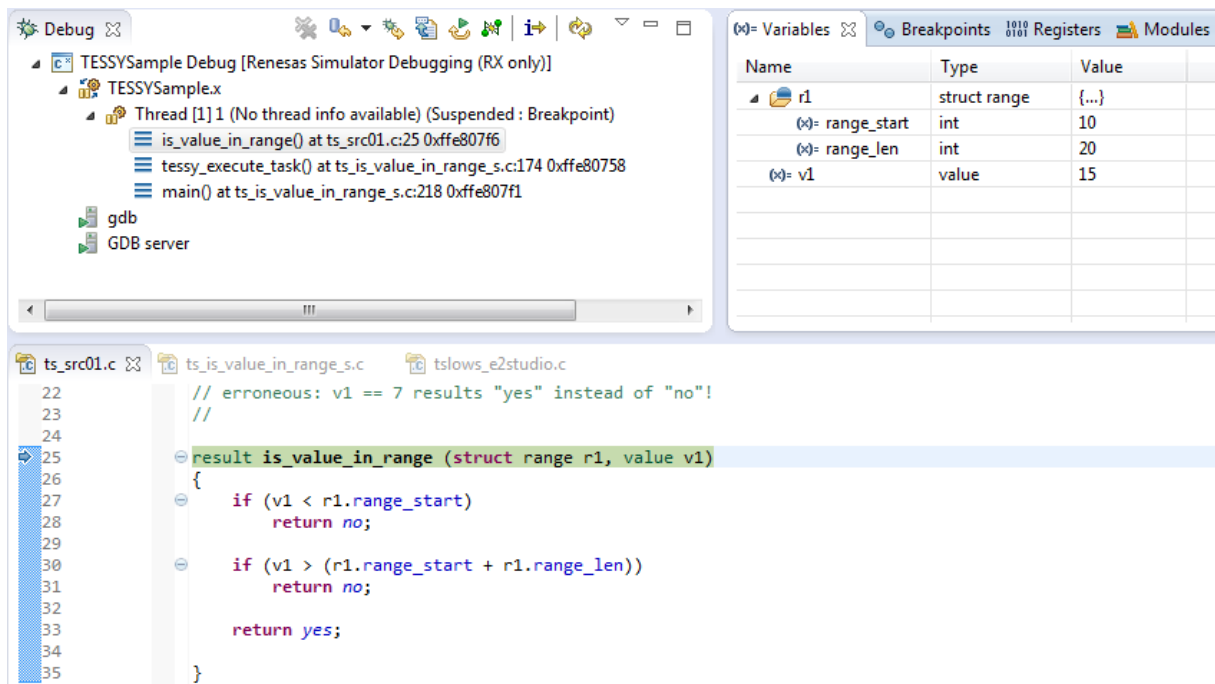 Debug
TESSYSample Debug [Renesas Simulator Debugging (RX only)]
TESSYSample.x
Thread [1] 1 (No thread info available) (Suspended : Breakpoint)
is_value_in_range() at ts_src01.c:25 0xffe807f6
tessy_execute_task() at ts_is_value_in_range_s.c:174 0xffe80758
main() at ts_is_value_in_range_s.c:218 0xffe807f1
gdb
GDB server
(x)= Variables Breakpoints 1010 0101 Registers Modules
Name Type Value
r1 struct range {...}
(x)= range_start int 10
(x)= range_len int 20
(x)= v1 value 15
ts_src01.c ts_is_value_in_range_s.c tslows_e2studio.c
22 // erroneous: v1 == 7 results "yes" instead of "no"!
23 //
24
25 result is_value_in_range (struct range r1, value v1)
26 {
27 if (v1 < r1.range_start)
28 return no;
29
30 if (v1 > (r1.range_start + r1.range_len))
31 return no;
32
33 return yes;
34
35 }